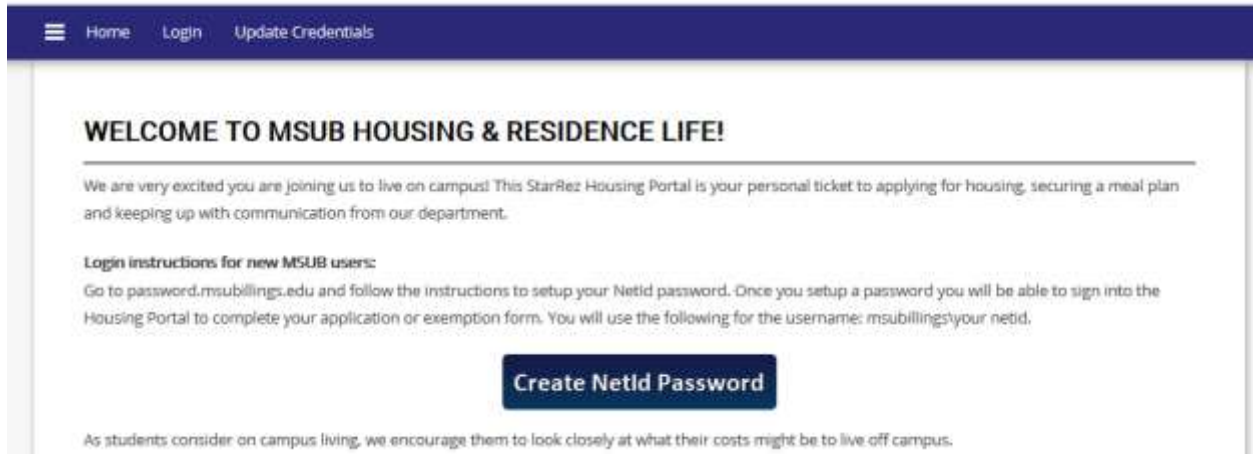 Home Login Update Credentials
WELCOME TO MSUB HOUSING & RESIDENCE LIFE!
We are very excited you are joining us to live on campus! This StarRez Housing Portal is your personal ticket to applying for housing, securing a meal plan
and keeping up with communication from our department.
Login instructions for new MSUB users:
Go to password.msubillings.edu and follow the instructions to setup your NetId password. Once you setup a password you will be able to sign into the
Housing Portal to complete your application or exemption form. You will use the following for the username: msubillings\your netid.
Create NetId Password
As students consider on campus living, we encourage them to look closely at what their costs might be to live off campus.